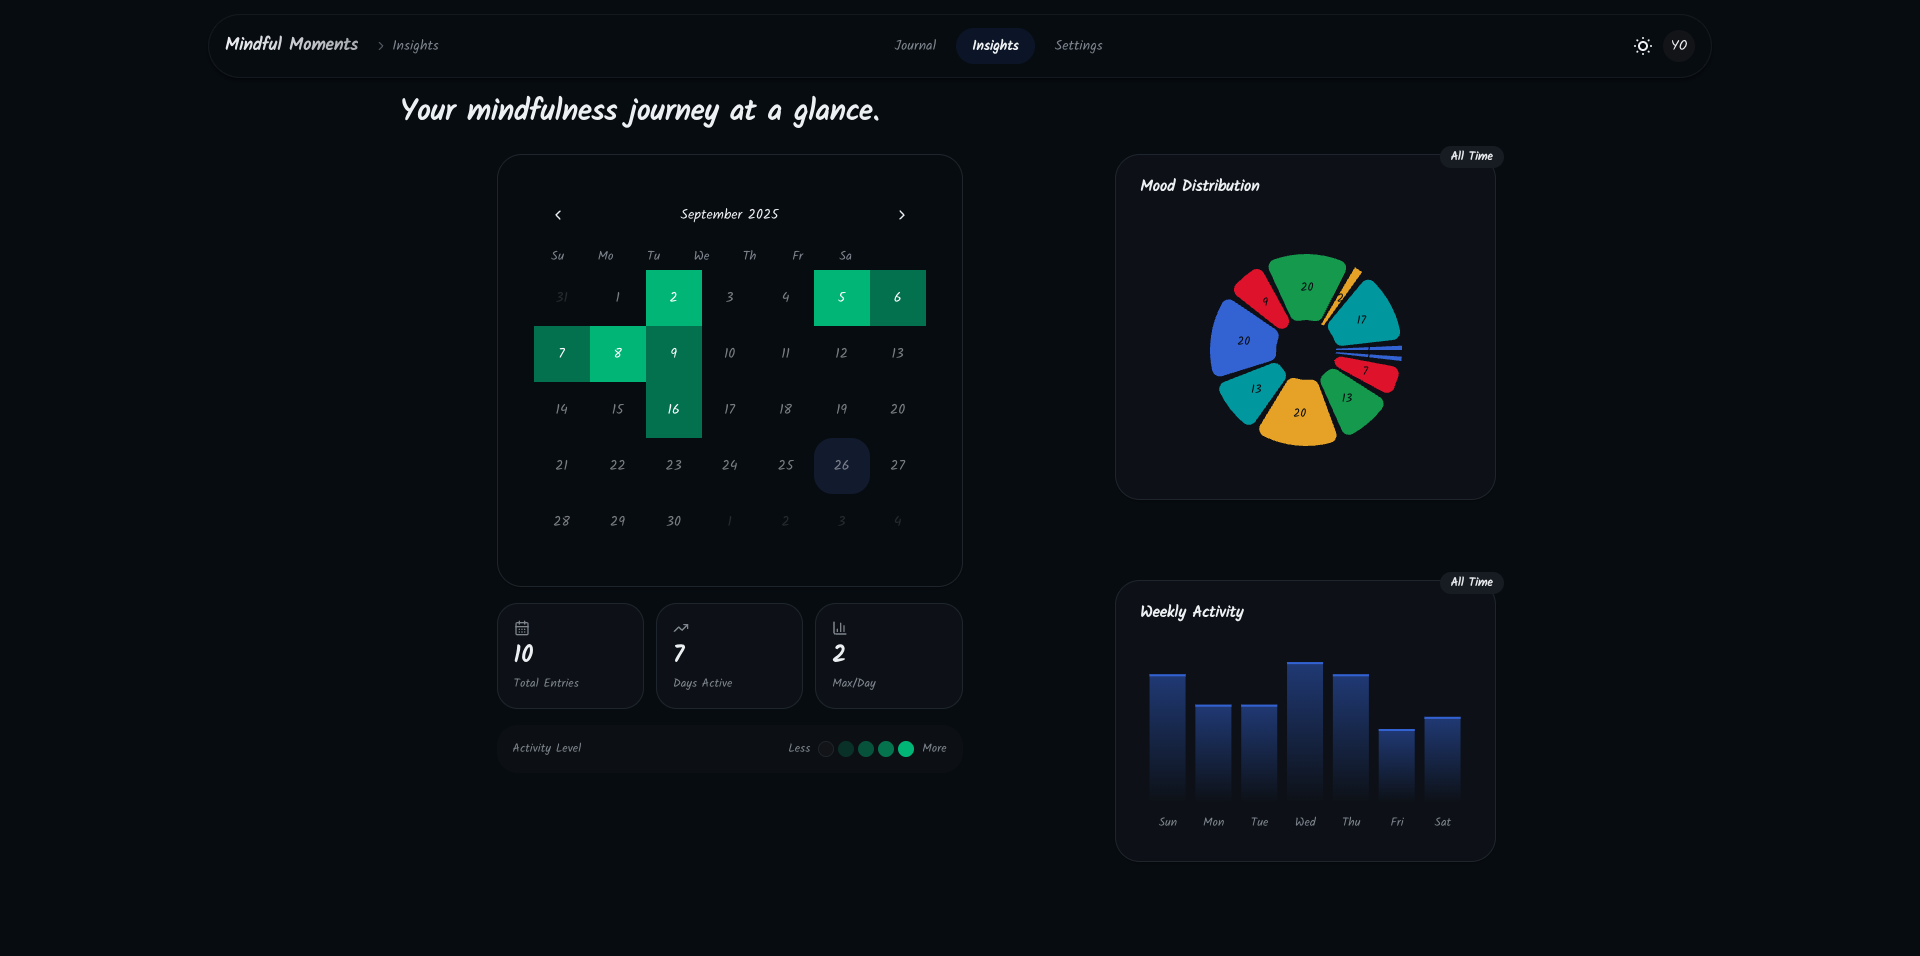 Mindful Moments > Insights
Journal Insights Settings
YO
Your mindfulness journey at a glance.
September 2025
Su Mo Tu We Th Fr Sa
31 1 2 3 4 5 6
7 8 9 10 11 12 13
14 15 16 17 18 19 20
21 22 23 24 25 26 27
28 29 30 1 2 3 4
10
Total Entries
7
Days Active
2
Max/Day
Activity Level Less More
All Time
Mood Distribution
20
2
17
7
13
20
13
20
9
All Time
Weekly Activity
Sun Mon Tue Wed Thu Fri Sat